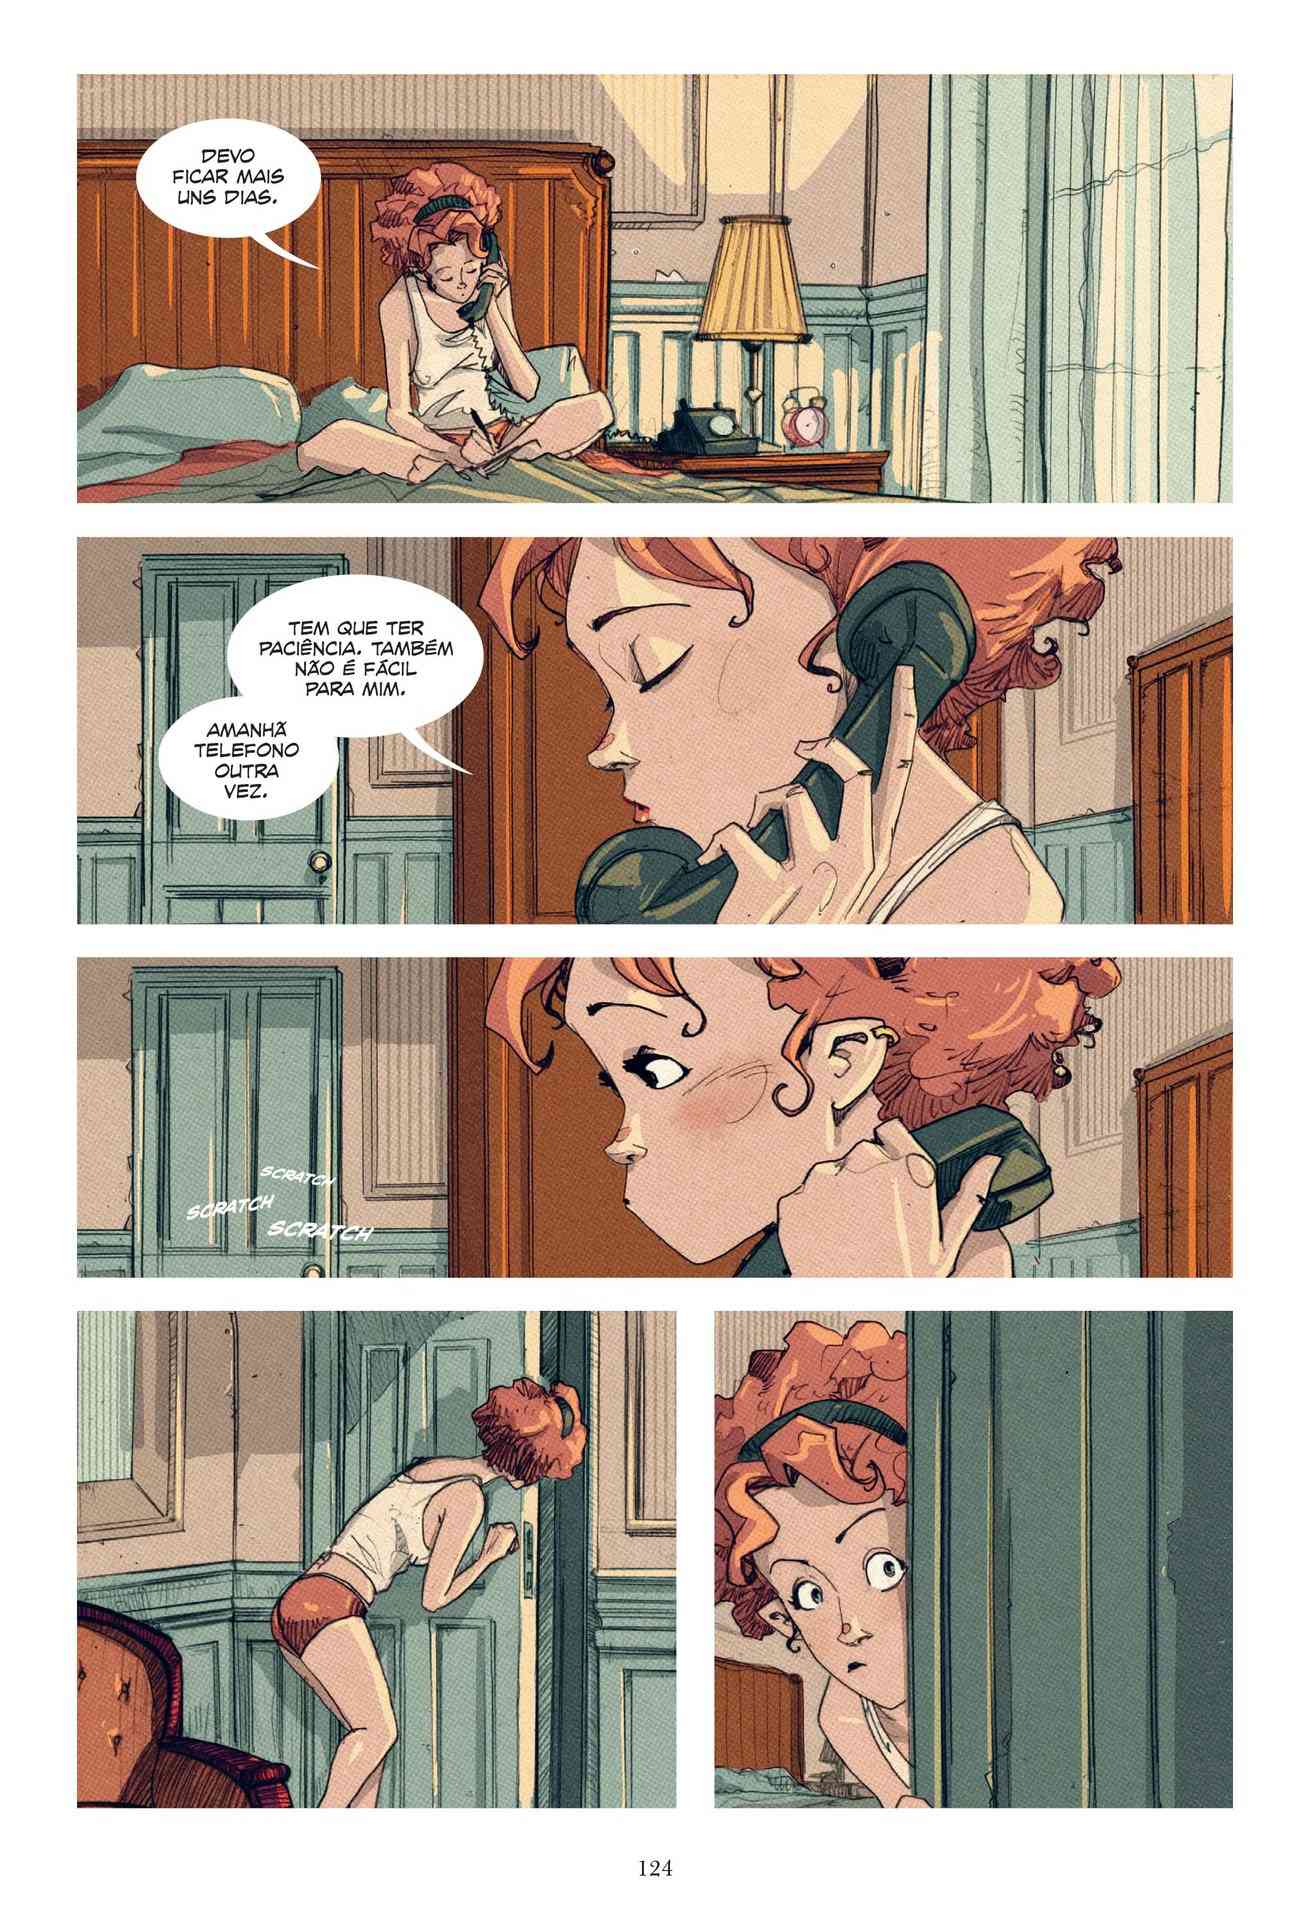 DEVO
FICAR MAIS
UNS DIAS.
TEM QUE TER
PACIÊNCIA. TAMBÉM
NÃO É FÁCIL
PARA MIM.
AMANHÃ
TELEFONO
OUTRA
VEZ.
SCRATCH
SCRATCH
SCRATCH
124